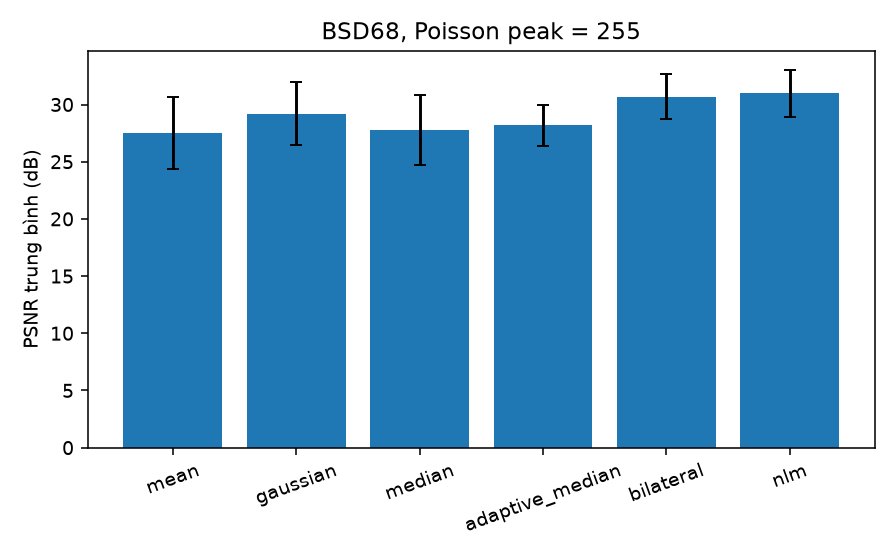 BSD68, Poisson peak = 255
PSNR trung bình (dB)
30
25
20
15
10
5
0
mean
gaussian
median
adaptive_median
bilateral
nlm